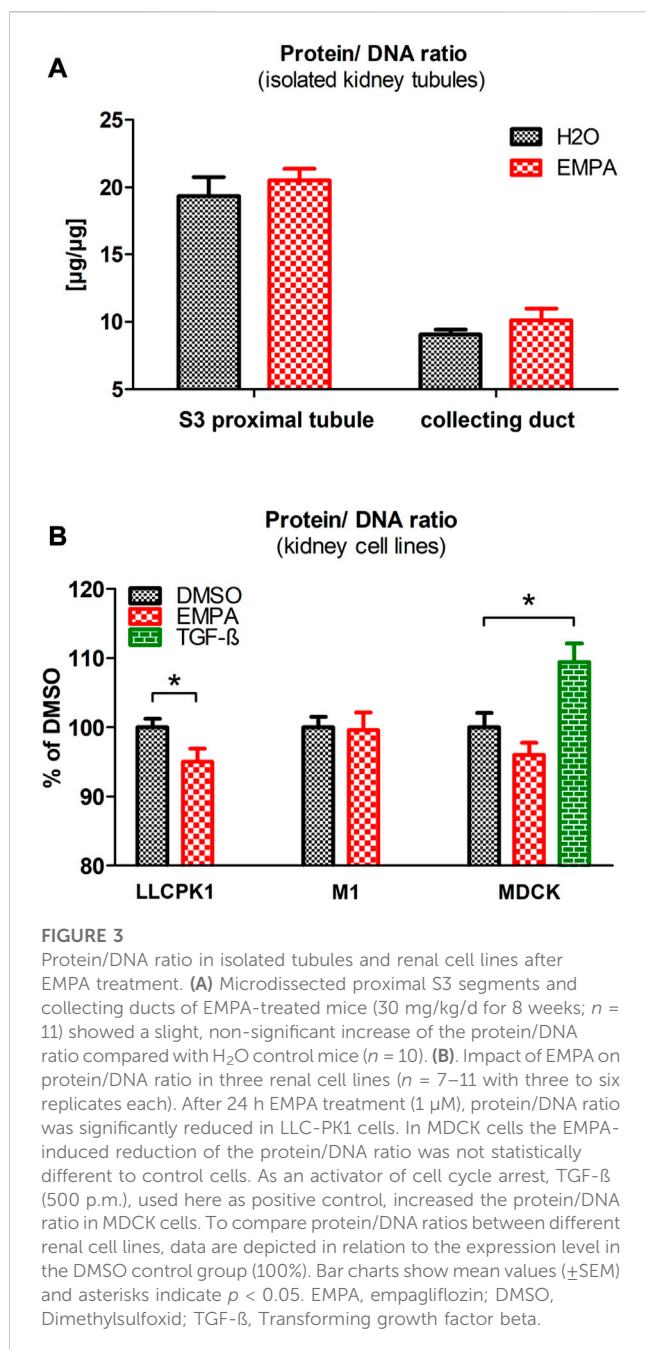 A
Protein/ DNA ratio
(isolated kidney tubules)
25
20
15
10
5
[µg/µg]
H2O
EMPA
S3 proximal tubule
collecting duct
B
Protein/ DNA ratio
(kidney cell lines)
120
110
100
90
80
% of DMSO
DMSO
EMPA
TGF-ß
*
*
LLCPK1
M1
MDCK
FIGURE 3
Protein/DNA ratio in isolated tubules and renal cell lines after
EMPA treatment. (A) Microdissected proximal S3 segments and
collecting ducts of EMPA-treated mice (30 mg/kg/d for 8 weeks; n =
11) showed a slight, non-significant increase of the protein/DNA
ratio compared with H₂O control mice (n = 10). (B). Impact of EMPA on
protein/DNA ratio in three renal cell lines (n = 7–11 with three to six
replicates each). After 24 h EMPA treatment (1 µM), protein/DNA ratio
was significantly reduced in LLC-PK1 cells. In MDCK cells the EMPA-
induced reduction of the protein/DNA ratio was not statistically
different to control cells. As an activator of cell cycle arrest, TGF-ß
(500 p.m.), used here as positive control, increased the protein/DNA
ratio in MDCK cells. To compare protein/DNA ratios between different
renal cell lines, data are depicted in relation to the expression level in
the DMSO control group (100%). Bar charts show mean values (±SEM)
and asterisks indicate p < 0.05. EMPA, empagliflozin; DMSO,
Dimethylsulfoxid; TGF-ß, Transforming growth factor beta.